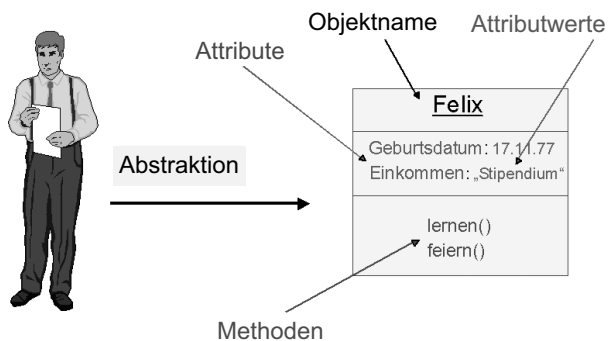 Objektname
Attributwerte
Attribute
Felix
Geburtsdatum: 17.11.77
Einkommen: „Stipendium“
Abstraktion
lernen()
feiern()
Methoden